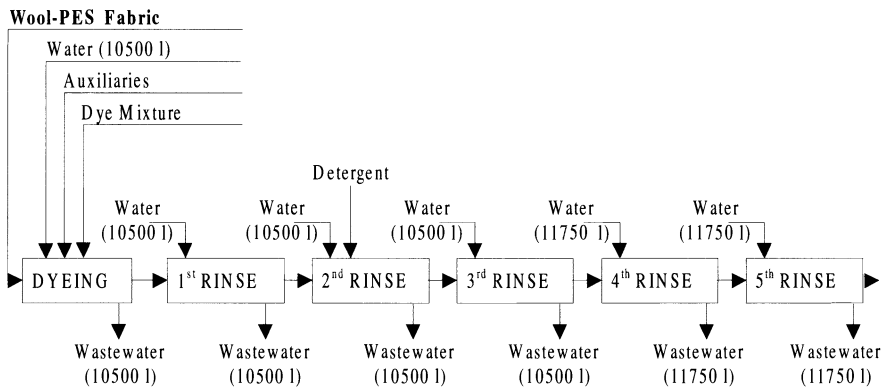 Wool-PES Fabric
Water (10500 l)
Auxiliaries
Dye Mixture
Detergent
Water
(10500 l)
Water
(10500 l)
Water
(10500 l)
Water
(11750 l)
Water
(11750 l)
DYEING
1st RINSE
2nd RINSE
3rd RINSE
4th RINSE
5th RINSE
Wastewater
(10500 l)
Wastewater
(10500 l)
Wastewater
(10500 l)
Wastewater
(10500 l)
Wastewater
(11750 l)
Wastewater
(11750 l)